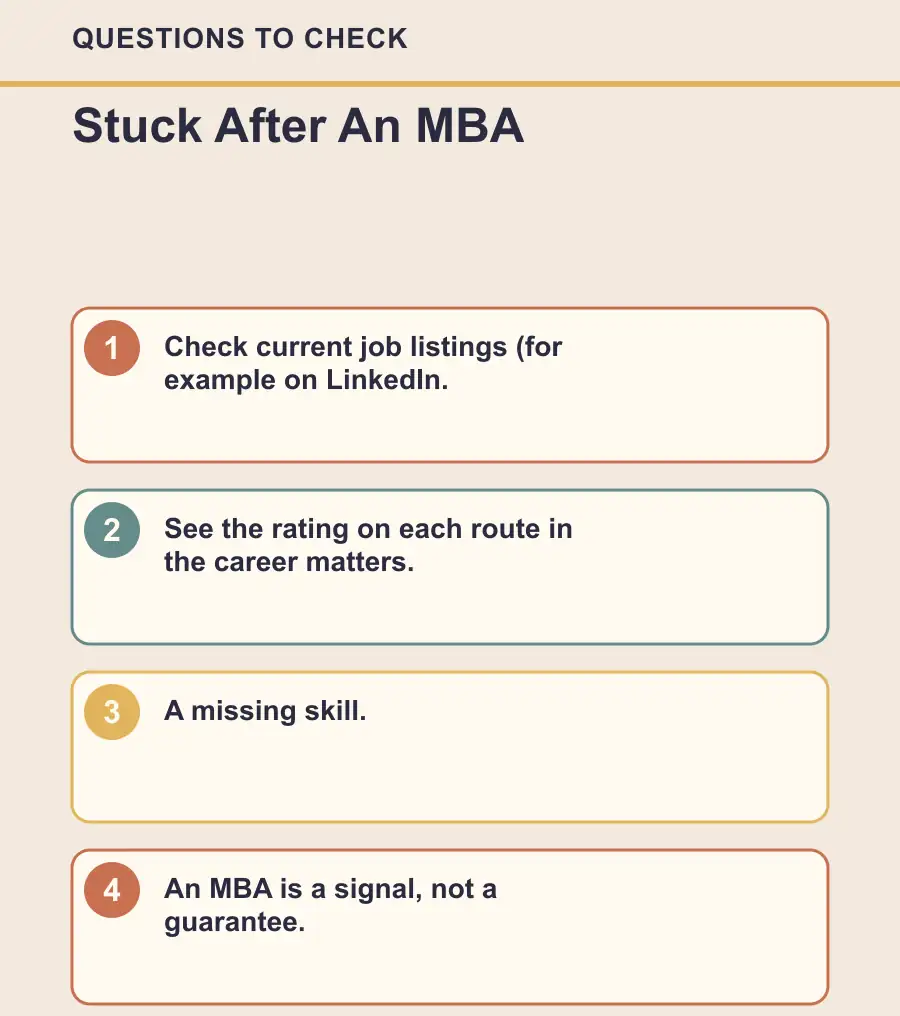 QUESTIONS TO CHECK
Stuck After An MBA
1
Check current job listings (for
example on LinkedIn.
2
See the rating on each route in
the career matters.
3
A missing skill.
4
An MBA is a signal, not a
guarantee.